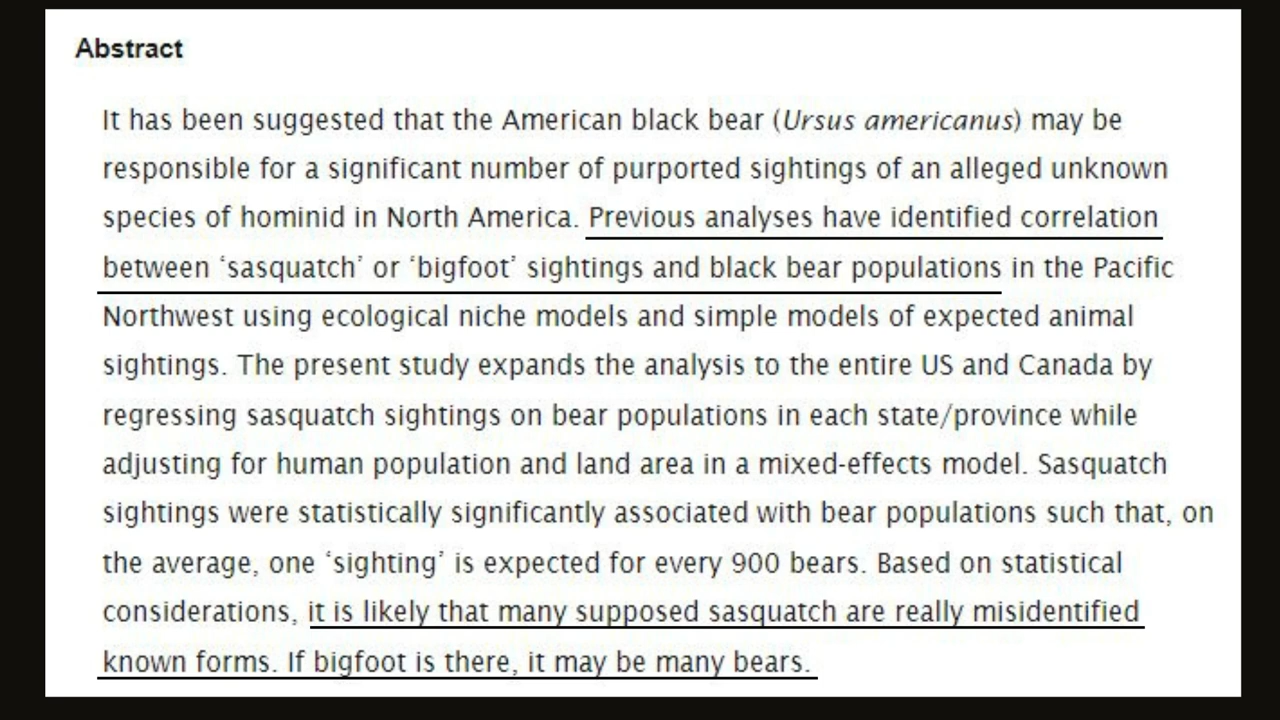 Abstract
It has been suggested that the American black bear (Ursus americanus) may be
responsible for a significant number of purported sightings of an alleged unknown
species of hominid in North America. Previous analyses have identified correlation
between ‘sasquatch’ or ‘bigfoot’ sightings and black bear populations in the Pacific
Northwest using ecological niche models and simple models of expected animal
sightings. The present study expands the analysis to the entire US and Canada by
regressing sasquatch sightings on bear populations in each state/province while
adjusting for human population and land area in a mixed-effects model. Sasquatch
sightings were statistically significantly associated with bear populations such that, on
the average, one ‘sighting’ is expected for every 900 bears. Based on statistical
considerations, it is likely that many supposed sasquatch are really misidentified
known forms. If bigfoot is there, it may be many bears.